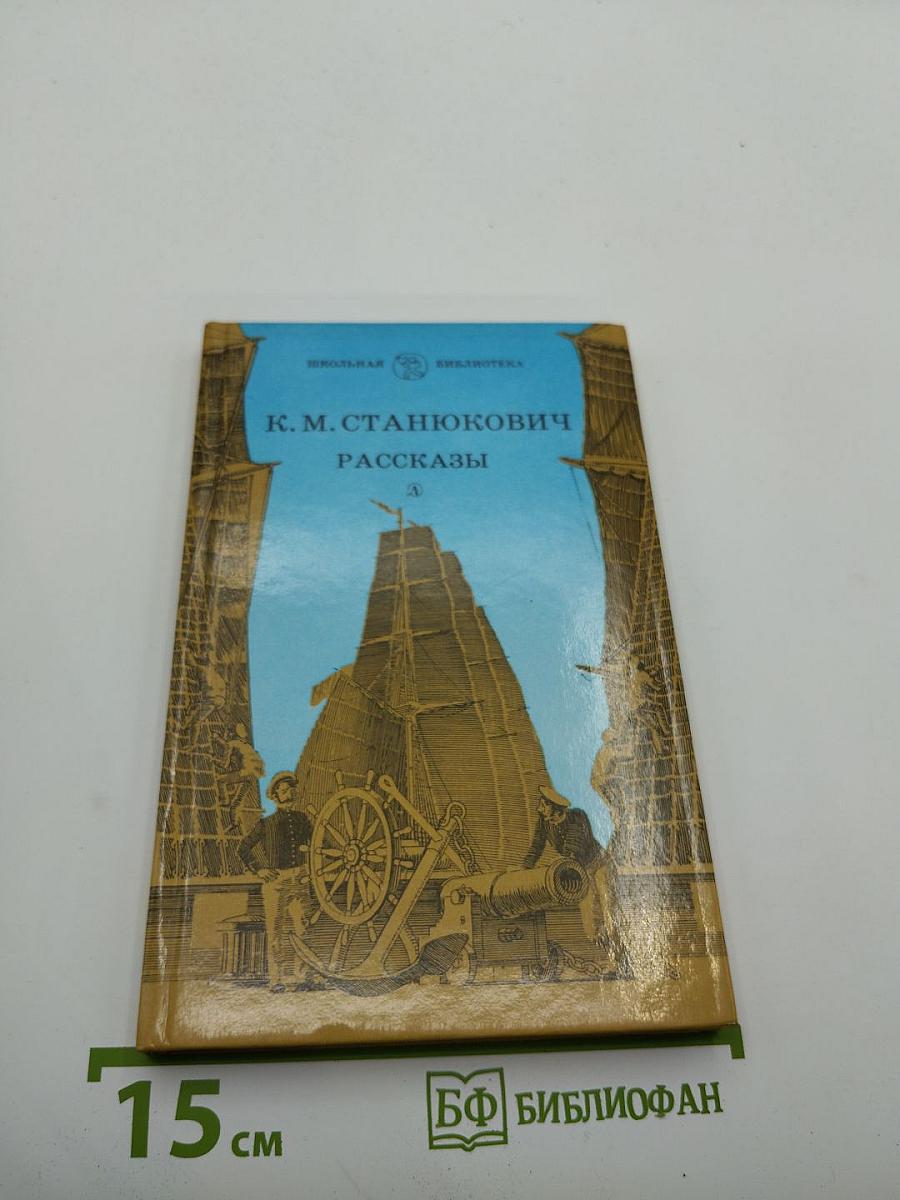 ШКОЛЬНАЯ БИБЛИОТЕКА
К. М. СТАНЮКОВИЧ
РАССКАЗЫ
15 см
БФ БИБЛИОФАН